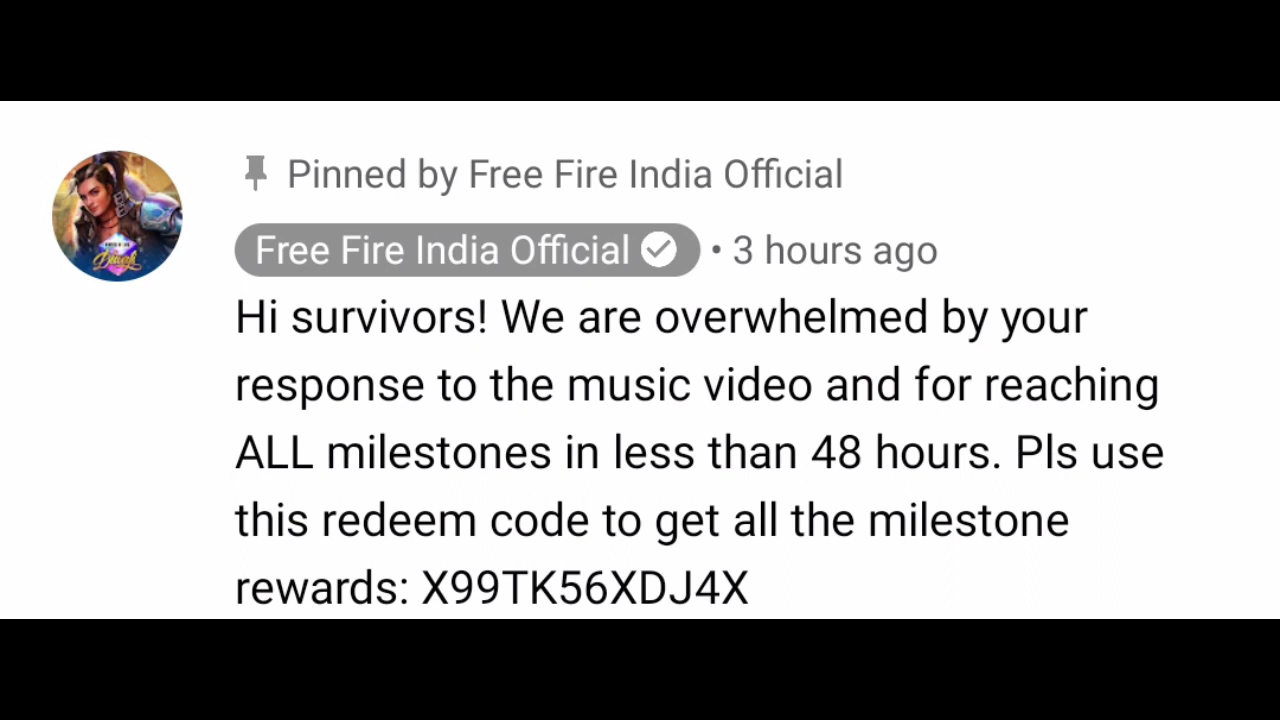 Pinned by Free Fire India Official
Free Fire India Official • 3 hours ago
Hi survivors! We are overwhelmed by your
response to the music video and for reaching
ALL milestones in less than 48 hours. Pls use
this redeem code to get all the milestone
rewards: X99TK56XDJ4X